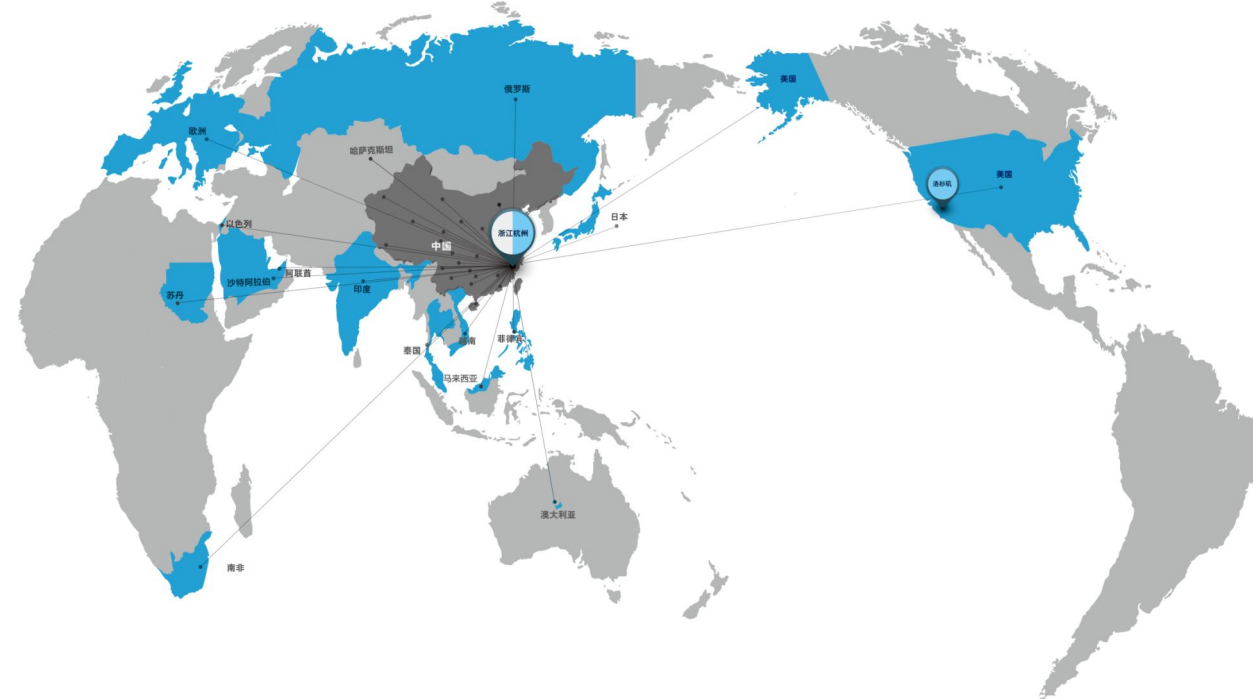 美国
俄罗斯
欧洲
哈萨克斯坦
洛杉矶
美国
日本
以色列
浙江杭州
中国
阿联酋
沙特阿拉伯
印度
苏丹
越南
菲律宾
泰国
马来西亚
澳大利亚
南非